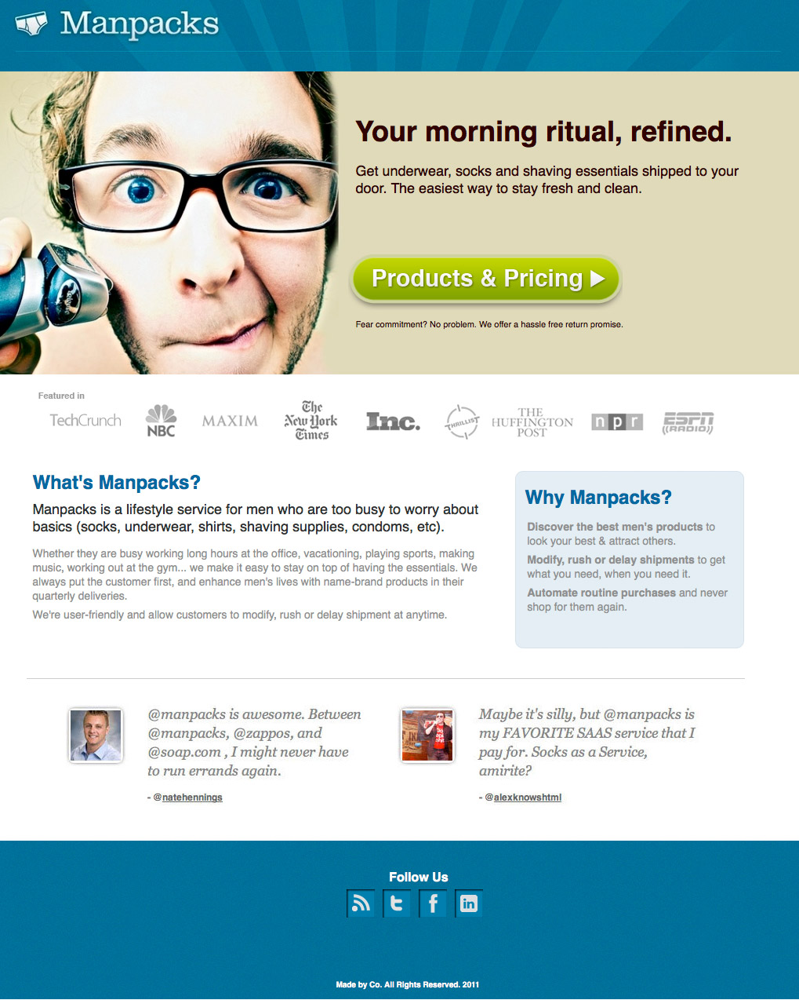 Manpacks
Your morning ritual, refined.
Get underwear, socks and shaving essentials shipped to your
door. The easiest way to stay fresh and clean.
Products & Pricing
Fear commitment? No problem. We offer a hassle free return promise.
Featured in
TechCrunch
NBC
MAXIM
The
New York
Times
Inc.
THRILLIST
THE
HUFFINGTON
POST
npr
ESPN
RADIO
What's Manpacks?
Manpacks is a lifestyle service for men who are too busy to worry about
basics (socks, underwear, shirts, shaving supplies, condoms, etc).
Whether they are busy working long hours at the office, vacationing, playing sports, making
music, working out at the gym... we make it easy to stay on top of having the essentials. We
always put the customer first, and enhance men's lives with name-brand products in their
quarterly deliveries.
We're user-friendly and allow customers to modify, rush or delay shipment at anytime.
Why Manpacks?
Discover the best men's products to
look your best & attract others.
Modify, rush or delay shipments to get
what you need, when you need it.
Automate routine purchases and never
shop for them again.
@manpacks is awesome. Between
@manpacks, @zappos, and
@soap.com , I might never have
to run errands again.
- @natehennings
Maybe it's silly, but @manpacks is
my FAVORITE SAAS service that I
pay for. Socks as a Service,
amirite?
- @alexknowshtml
Follow Us
Made by Co. All Rights Reserved. 2011